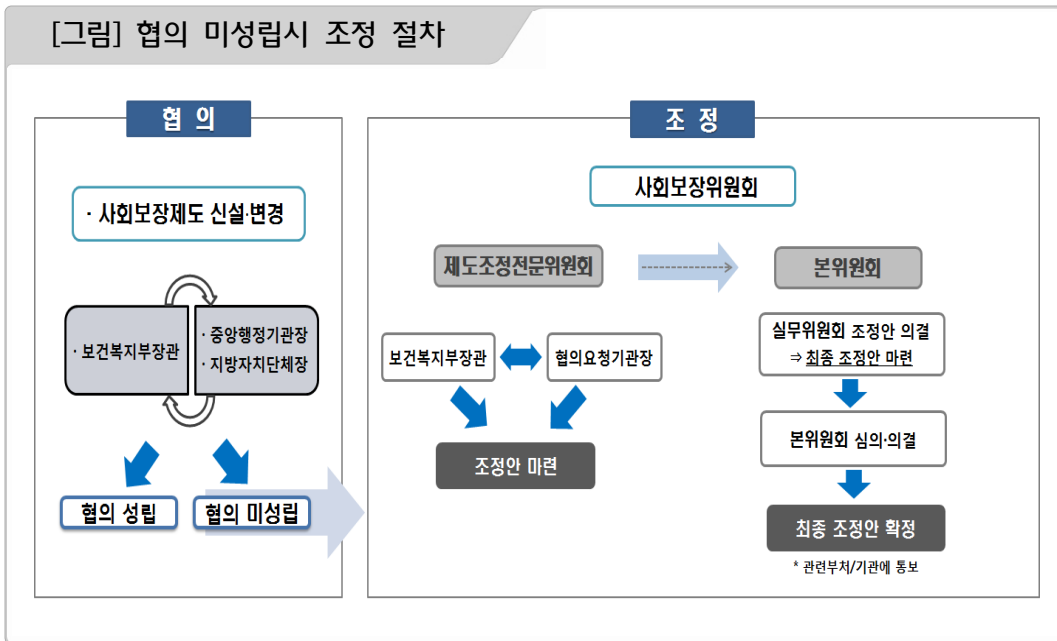 [그림] 협의 미성립시 조정 절차
협 의
· 사회보장제도 신설·변경
· 보건복지부장관
· 중앙행정기관장
· 지방자치단체장
협의 성립
협의 미성립
조 정
사회보장위원회
제도조정전문위원회
본위원회
보건복지부장관
협의요청기관장
조정안 마련
실무위원회 조정안 의결
⇒ 최종 조정안 마련
본위원회 심의·의결
최종 조정안 확정
* 관련부처/기관에 통보